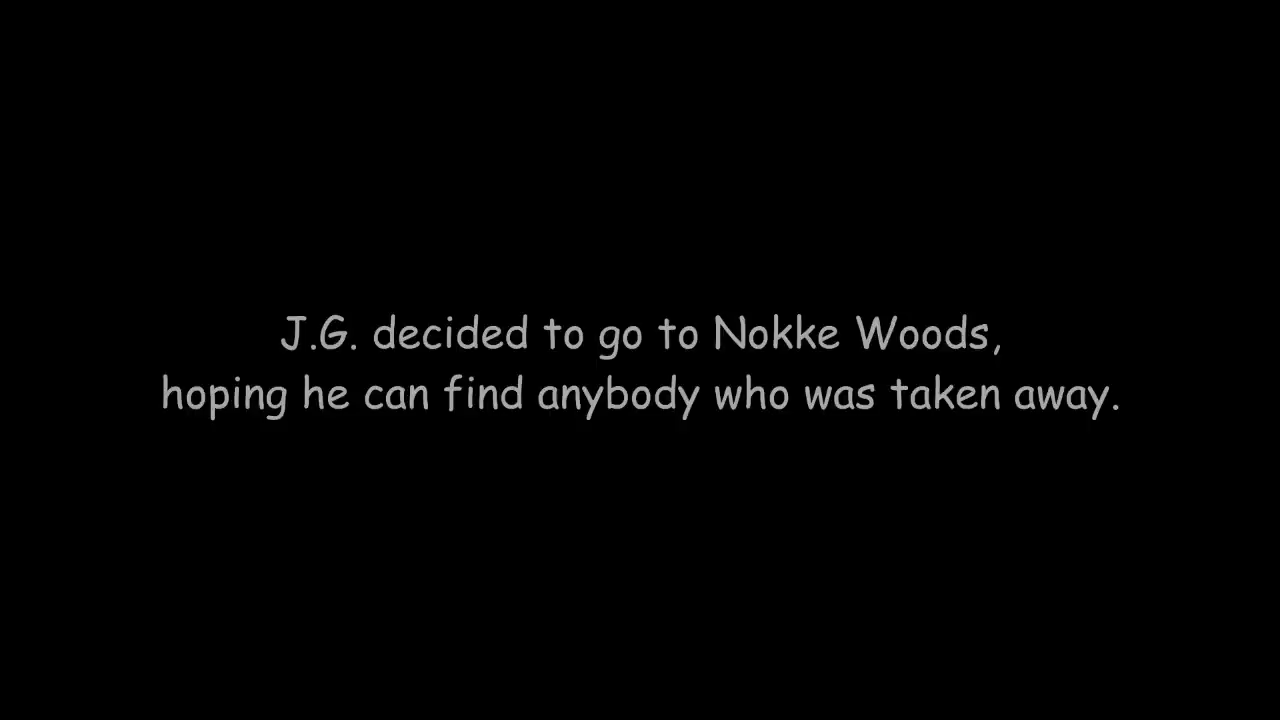 J.G. decided to go to Nokke Woods,
hoping he can find anybody who was taken away.